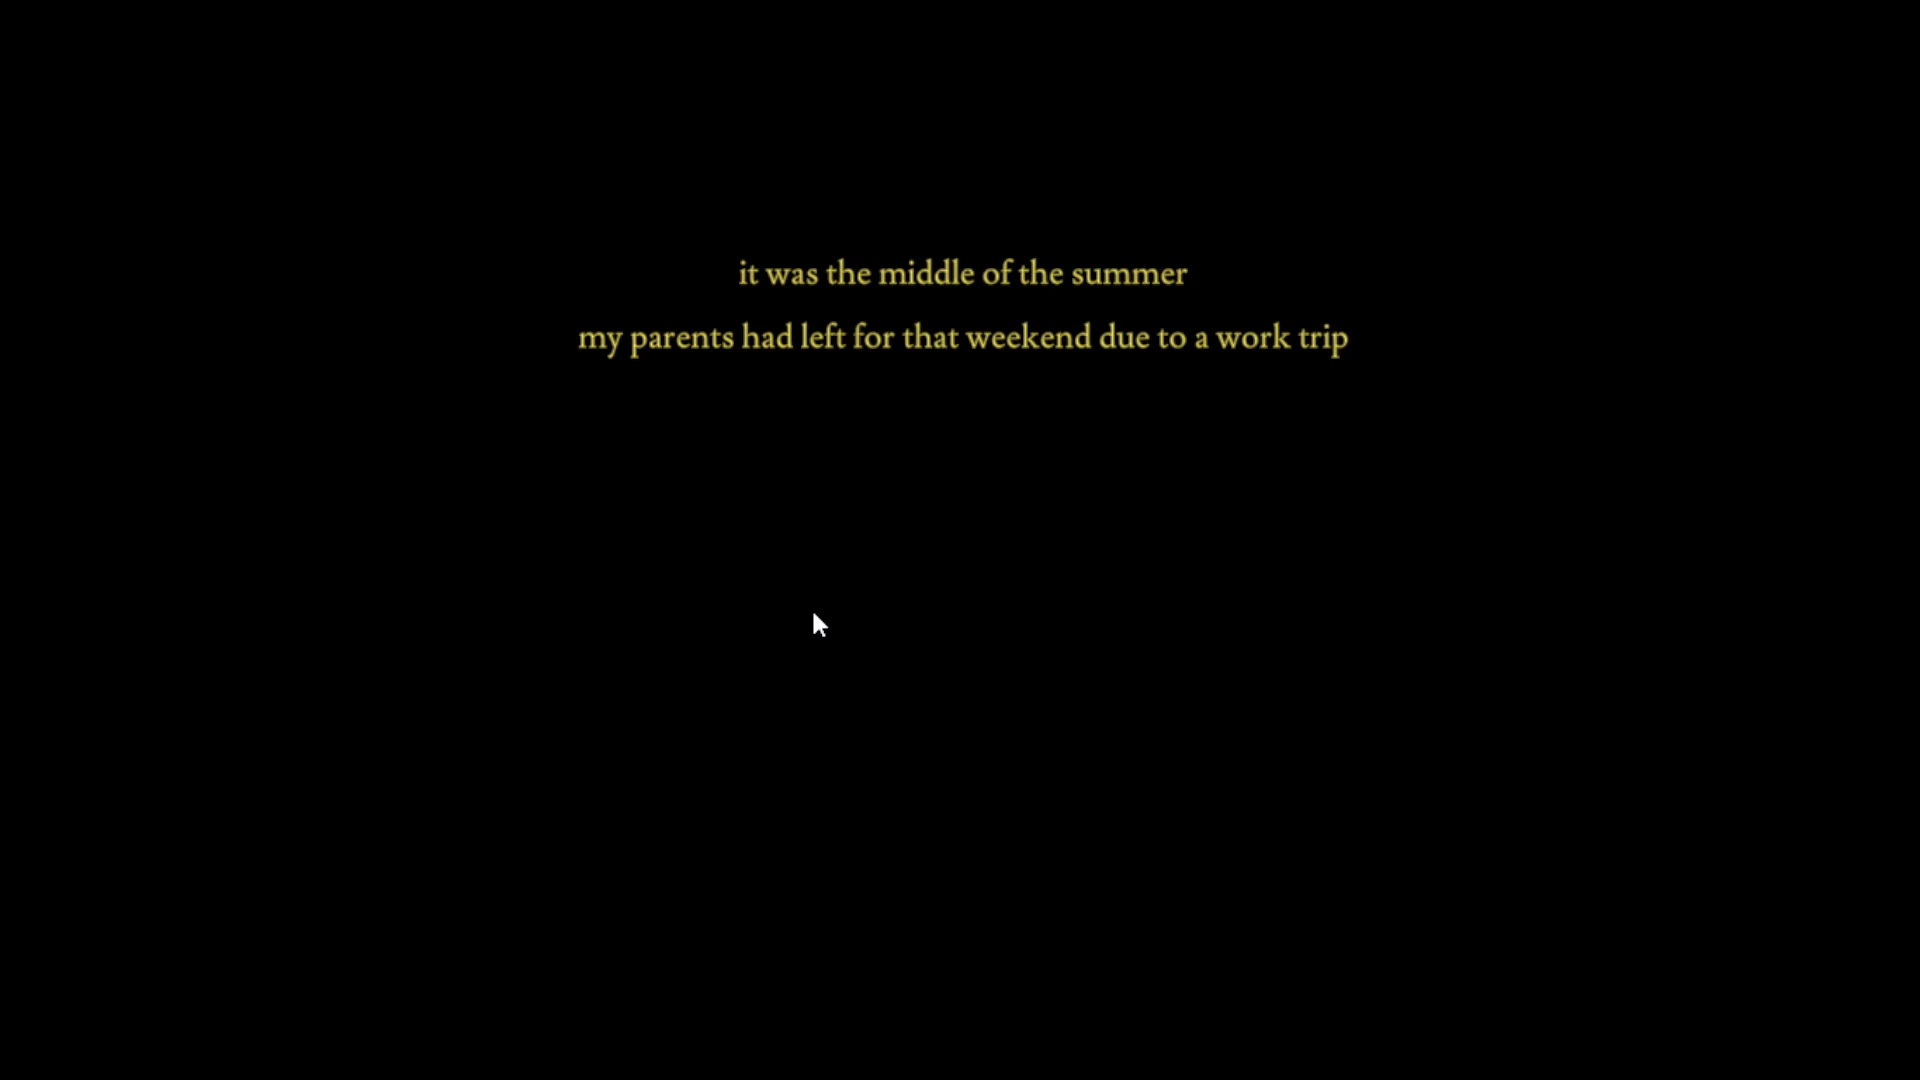 it was the middle of the summer
my parents had left for that weekend due to a work trip